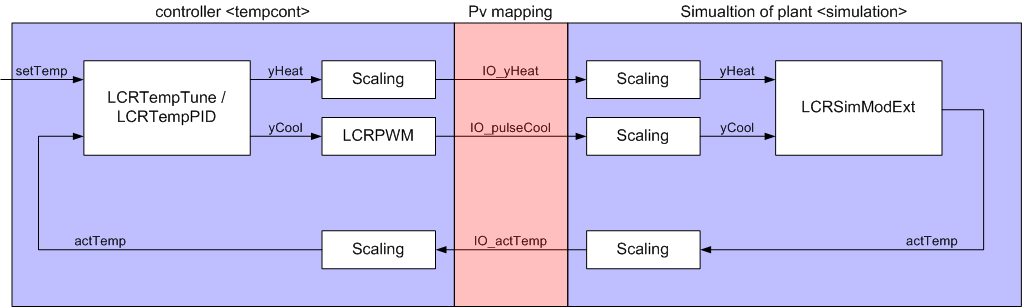 controller <tempcont>
Pv mapping
Simualtion of plant <simulation>
setTemp
LCRTempTune /
LCRTempPID
yHeat
Scaling
IO_yHeat
Scaling
yHeat
LCRSimModExt
yCool
LCRPWM
IO_pulseCool
Scaling
yCool
actTemp
Scaling
IO_actTemp
Scaling
actTemp